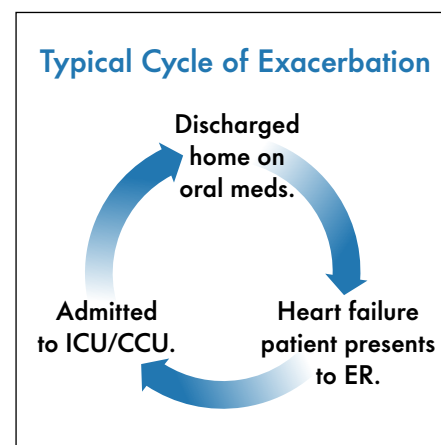 Typical Cycle of Exacerbation
Discharged
home on
oral meds.
Heart failure
patient presents
to ER.
Admitted
to ICU/CCU.